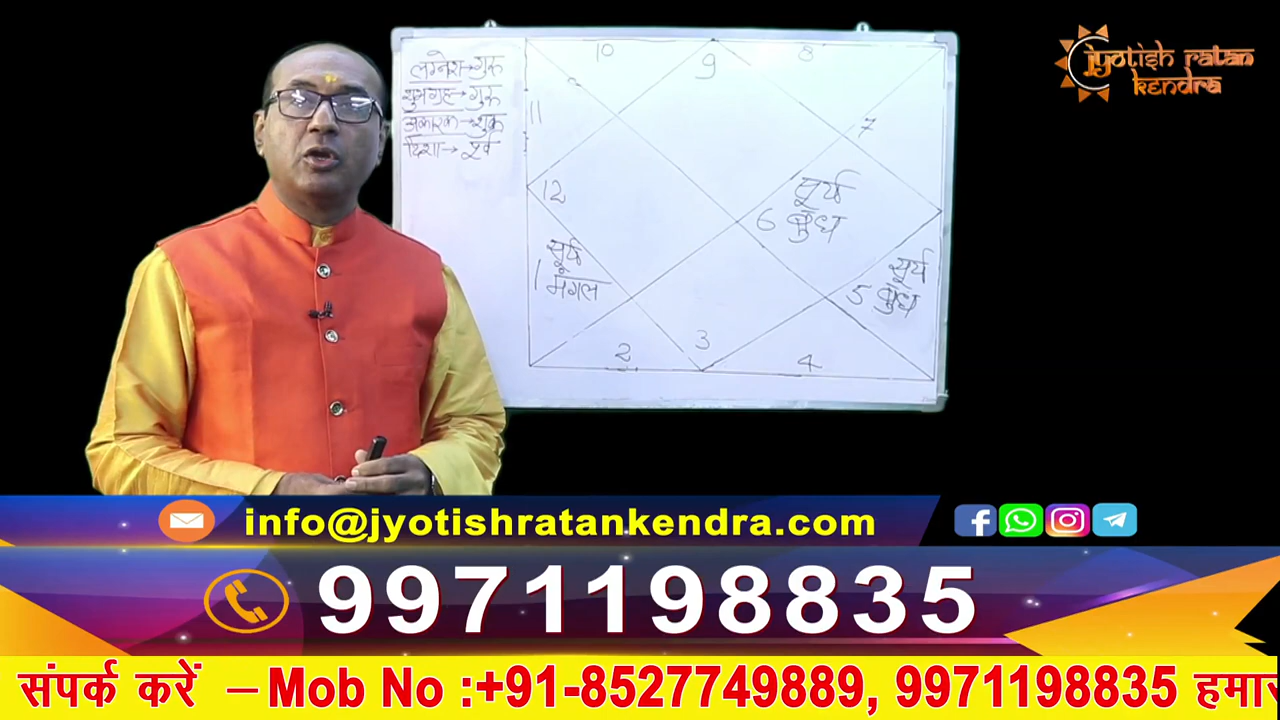 jyotish ratan
kendra
लग्नेश→गुरु
शुभग्रह→गुरु
अकारक→शुक्र
दिशा→पूर्व
10
9
8
11
7
12
सूर्य
6 बुध
सूर्य
1 मंगल
सूर्य
5 बुध
2
3
4
info@jyotishratankendra.com
9971198835
संपर्क करें – Mob No :+91-8527749889, 9971198835 हमार